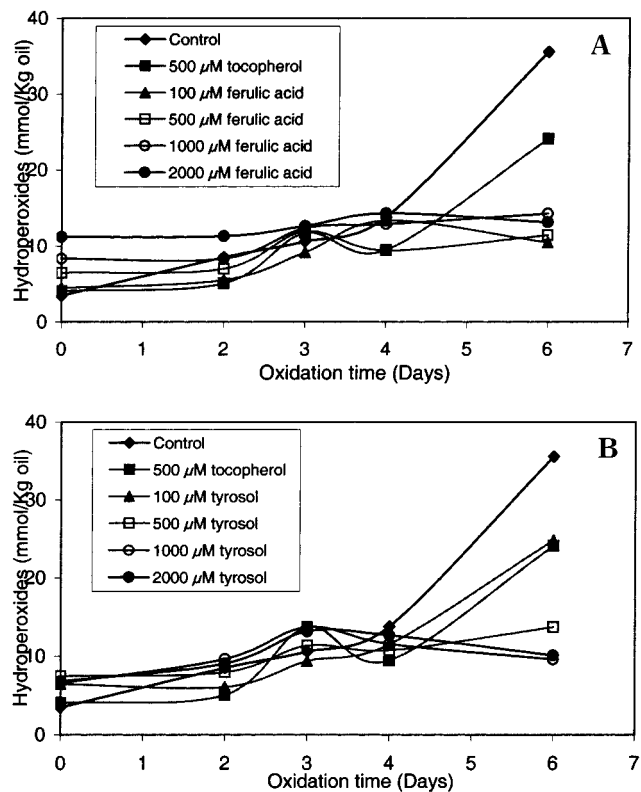 A
Control
500 µM tocopherol
100 µM ferulic acid
500 µM ferulic acid
1000 µM ferulic acid
2000 µM ferulic acid
Hydroperoxides (mmol/Kg oil)
40
30
20
10
0
0 1 2 3 4 5 6 7
Oxidation time (Days)
B
Control
500 µM tocopherol
100 µM tyrosol
500 µM tyrosol
1000 µM tyrosol
2000 µM tyrosol
Hydroperoxides (mmol/Kg oil)
40
30
20
10
0
0 1 2 3 4 5 6 7
Oxidation time (Days)